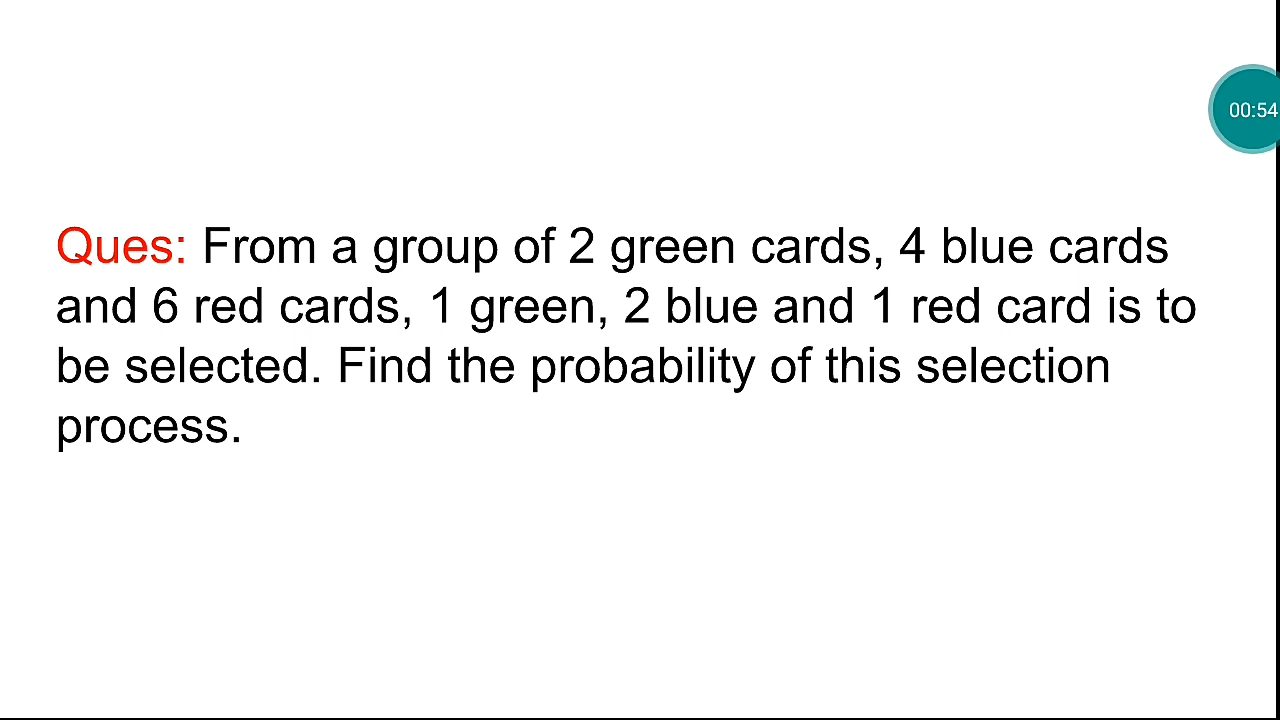 00:54
Ques: From a group of 2 green cards, 4 blue cards
and 6 red cards, 1 green, 2 blue and 1 red card is to
be selected. Find the probability of this selection
process.